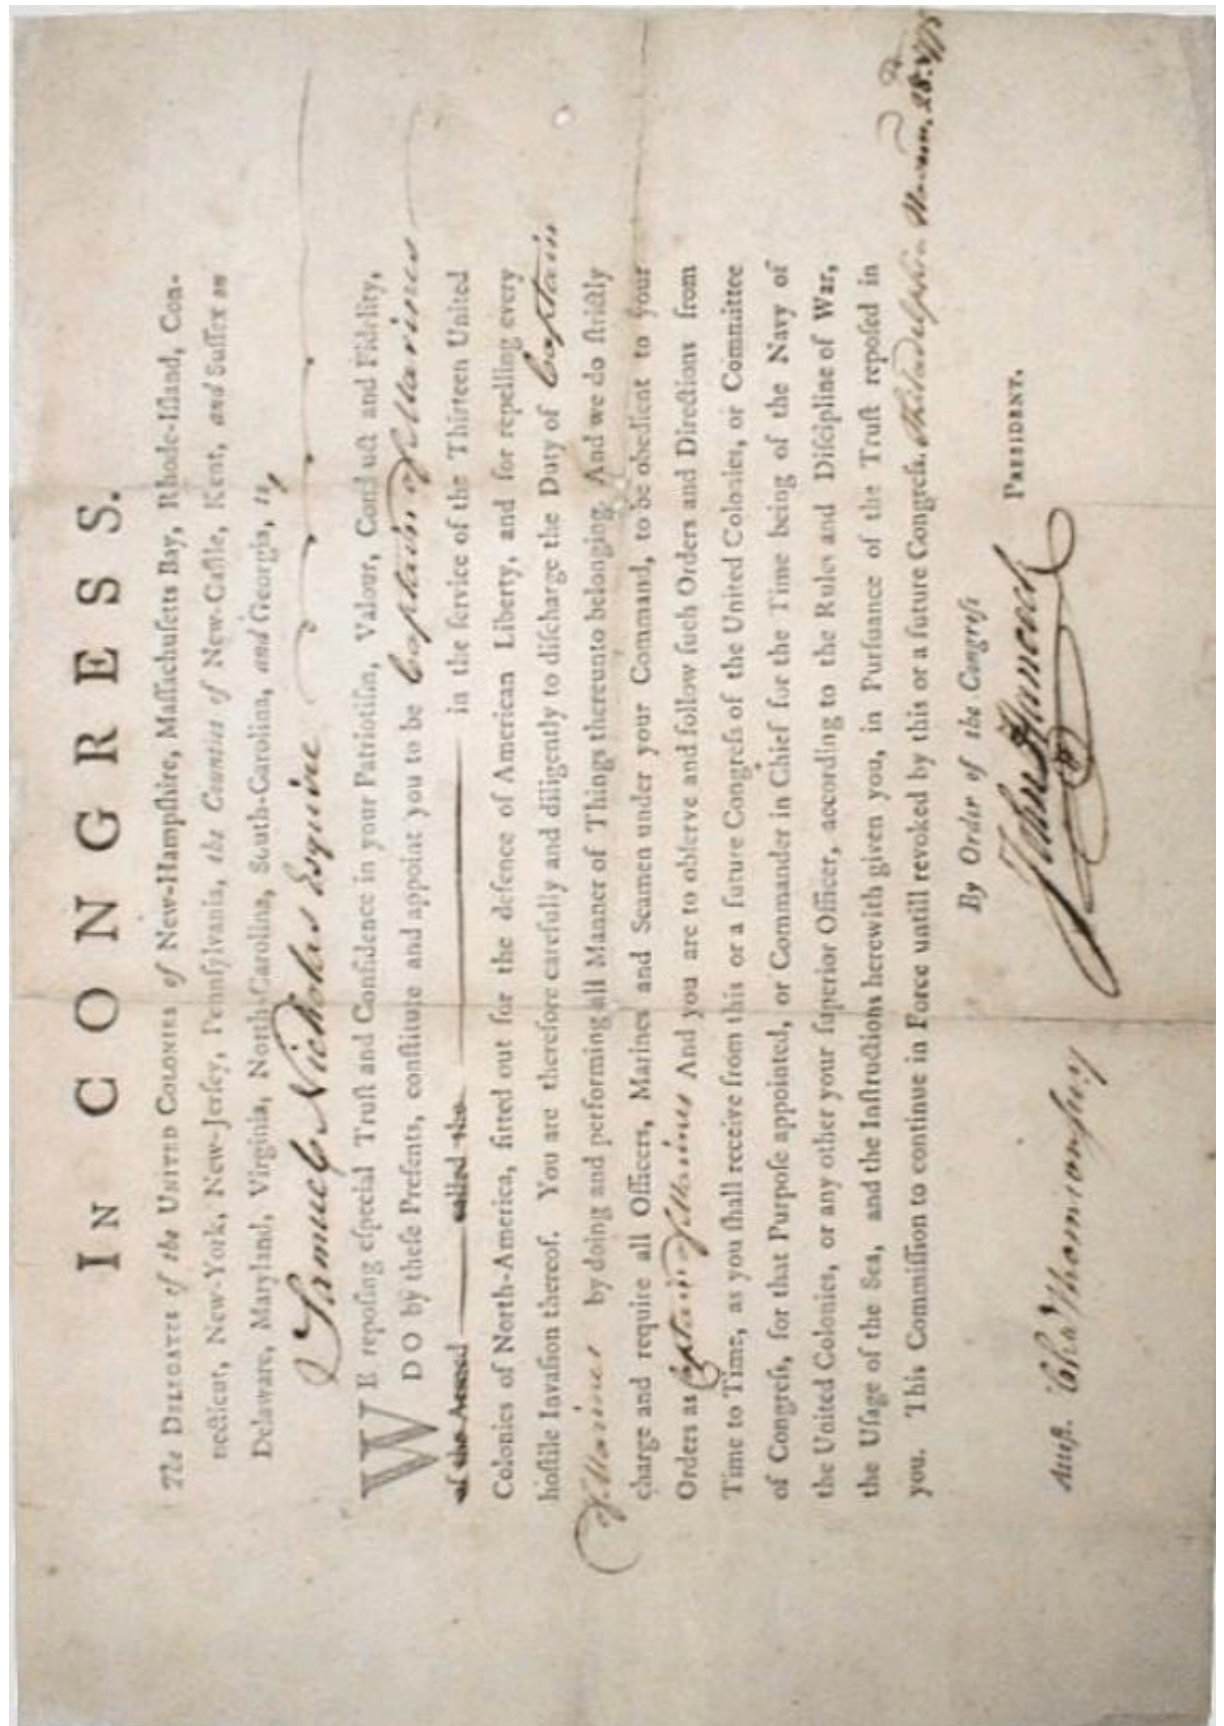 IN CONGRESS.
The DELEGATES of the UNITED COLONIES of New-Hampſhire, Maſſachuſetts Bay, Rhode-Iſland, Con-
necticut, New-York, New-Jerſey, Pennſylvania, the Counties of New-Caſtle, Kent, and Suſſex on
Delaware, Maryland, Virginia, North-Carolina, South-Carolina, and Georgia, to
Samuel Nicholas Esquire
WE repoſing eſpecial Truſt and Confidence in your Patriotiſm, Valour, Conduct and Fidelity,
DO by theſe Preſents, conſtitute and appoint you to be Captain of Marines
of the Armed called the in the ſervice of the Thirteen United
Colonies of North-America, fitted out for the defence of American Liberty, and for repelling every
hoſtile Invaſion thereof. You are therefore carefully and diligently to diſcharge the Duty of Captain
of Marines by doing and performing all Manner of Things thereunto belonging. And we do ſtrictly
charge and require all Officers, Marines and Seamen under your Command, to be obedient to your
Orders as Captain of Marines And you are to obſerve and follow ſuch Orders and Directions from
Time to Time, as you ſhall receive from this or a future Congreſs of the United Colonies, or Committee
of Congreſs, for that Purpoſe appointed, or Commander in Chief for the Time being of the Navy of
the United Colonies, or any other your ſuperior Officer, according to the Rules and Diſcipline of War,
the Uſage of the Sea, and the Inſtructions herewith given you, in Purſuance of the Truſt repoſed in
you. This Commiſſion to continue in Force untill revoked by this or a future Congreſs. Philadelphia 28. 1775
By Order of the Congreſs
John Hancock PRESIDENT.
Atteſt. Cha Thomson